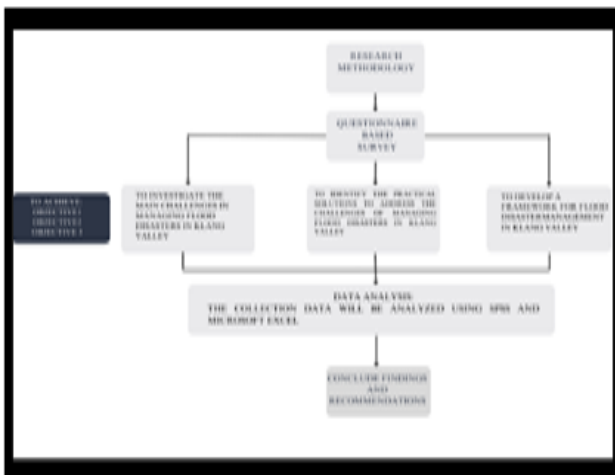 RESEARCH
METHODOLOGY
QUESTIONNAIRE
BASED
SURVEY
TO ACHIEVE:
OBJECTIVE 1
OBJECTIVE 2
OBJECTIVE 3
TO INVESTIGATE THE
MAIN CHALLENGES IN
MANAGING FLOOD
DISASTERS IN KLANG
VALLEY
TO IDENTIFY THE PRACTICAL
SOLUTIONS TO ADDRESS THE
CHALLENGES OF MANAGING
FLOOD DISASTERS IN KLANG
VALLEY
TO DEVELOP A
FRAMEWORK FOR FLOOD
DISASTERMANAGEMENT
IN KLANG VALLEY
DATA ANALYSIS:
THE COLLECTION DATA WILL BE ANALYZED USING SPSS AND
MICROSOFT EXCEL
CONCLUDE FINDINGS
AND
RECOMMENDATIONS